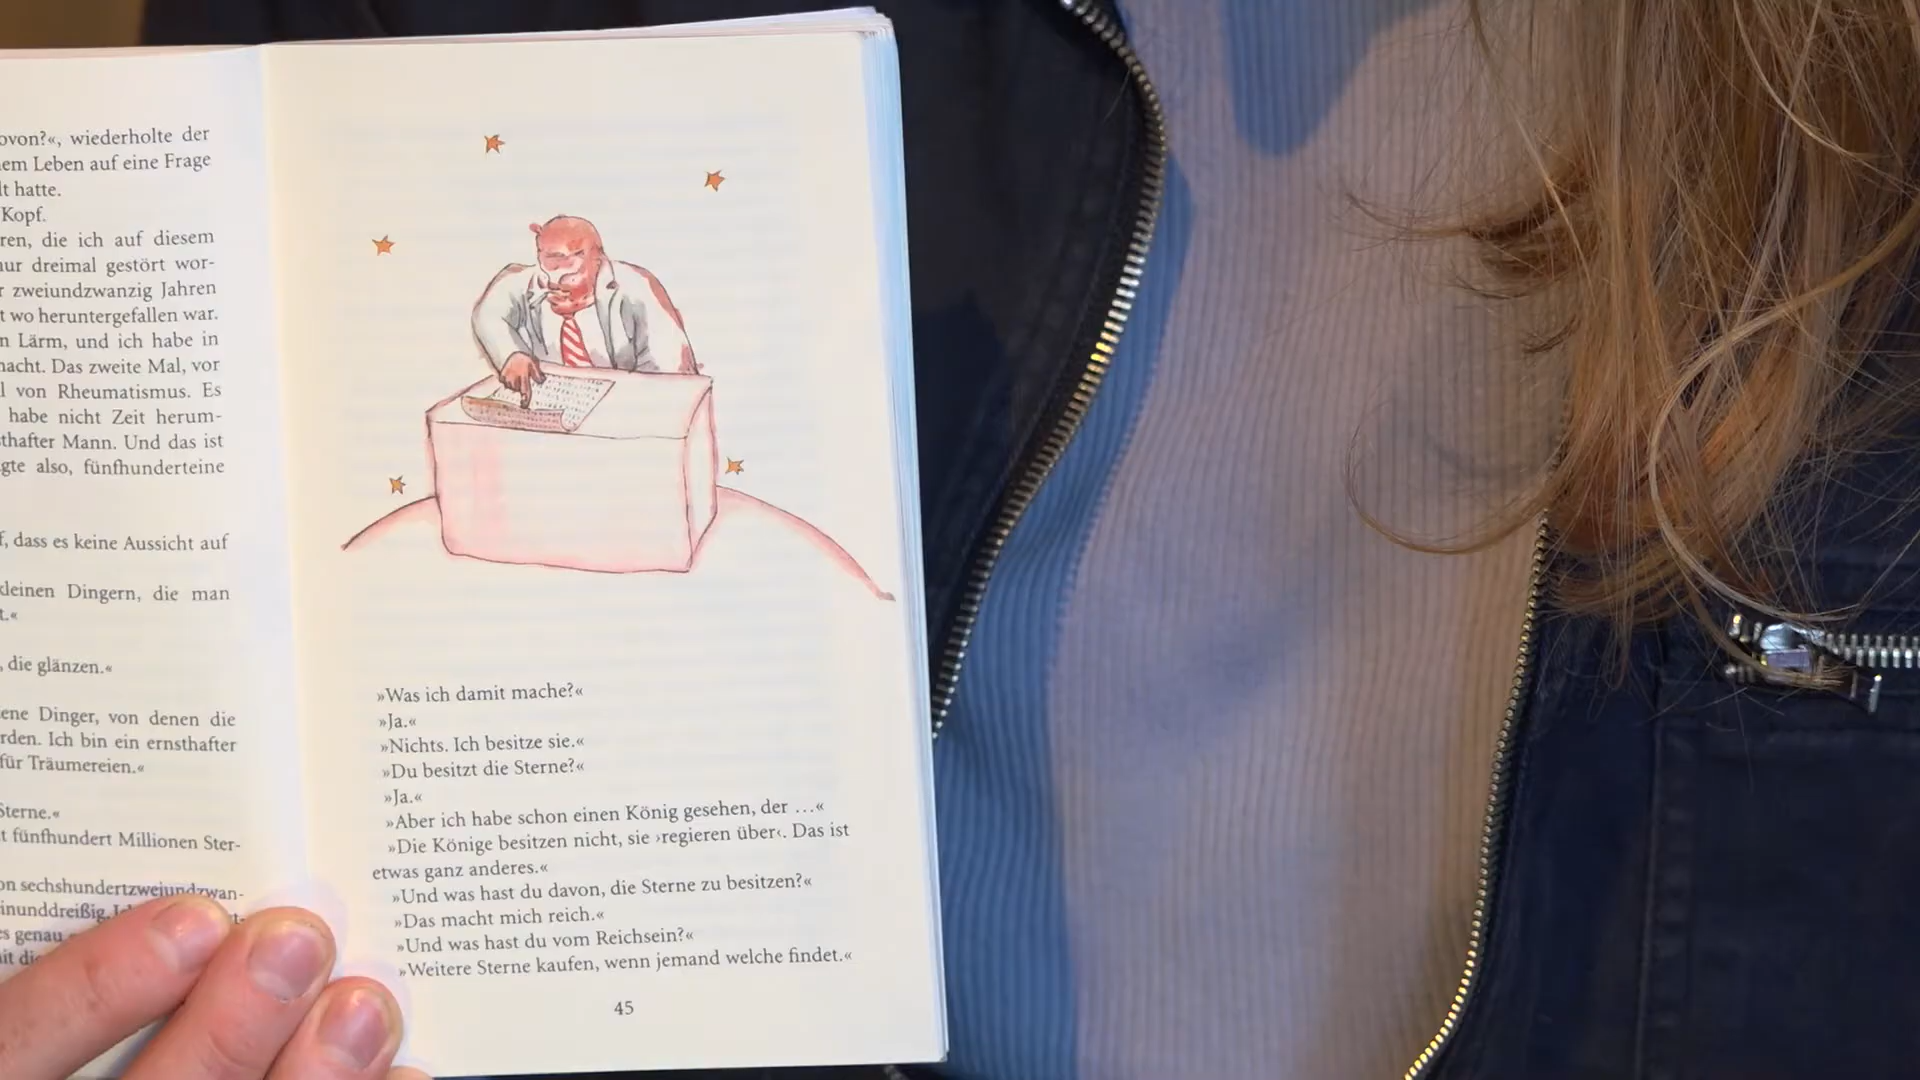 ovon?«, wiederholte der
em Leben auf eine Frage
lt hatte.
Kopf.
ren, die ich auf diesem
nur dreimal gestört wor-
r zweiundzwanzig Jahren
t wo heruntergefallen war.
n Lärm, und ich habe in
nacht. Das zweite Mal, vor
l von Rheumatismus. Es
habe nicht Zeit herum-
sthafter Mann. Und das ist
gte also, fünfhunderteine
f, dass es keine Aussicht auf
kleinen Dingern, die man
t.«
, die glänzen.«
ene Dinger, von denen die
rden. Ich bin ein ernsthafter
für Träumereien.«
Sterne.«
t fünfhundert Millionen Ster-
on sechshundertzweiundzwan-
inunddreißig.
es genau
»Was ich damit mache?«
»Ja.«
»Nichts. Ich besitze sie.«
»Du besitzt die Sterne?«
»Ja.«
»Aber ich habe schon einen König gesehen, der …«
»Die Könige besitzen nicht, sie ›regieren über‹. Das ist
etwas ganz anderes.«
»Und was hast du davon, die Sterne zu besitzen?«
»Das macht mich reich.«
»Und was hast du vom Reichsein?«
»Weitere Sterne kaufen, wenn jemand welche findet.«
45